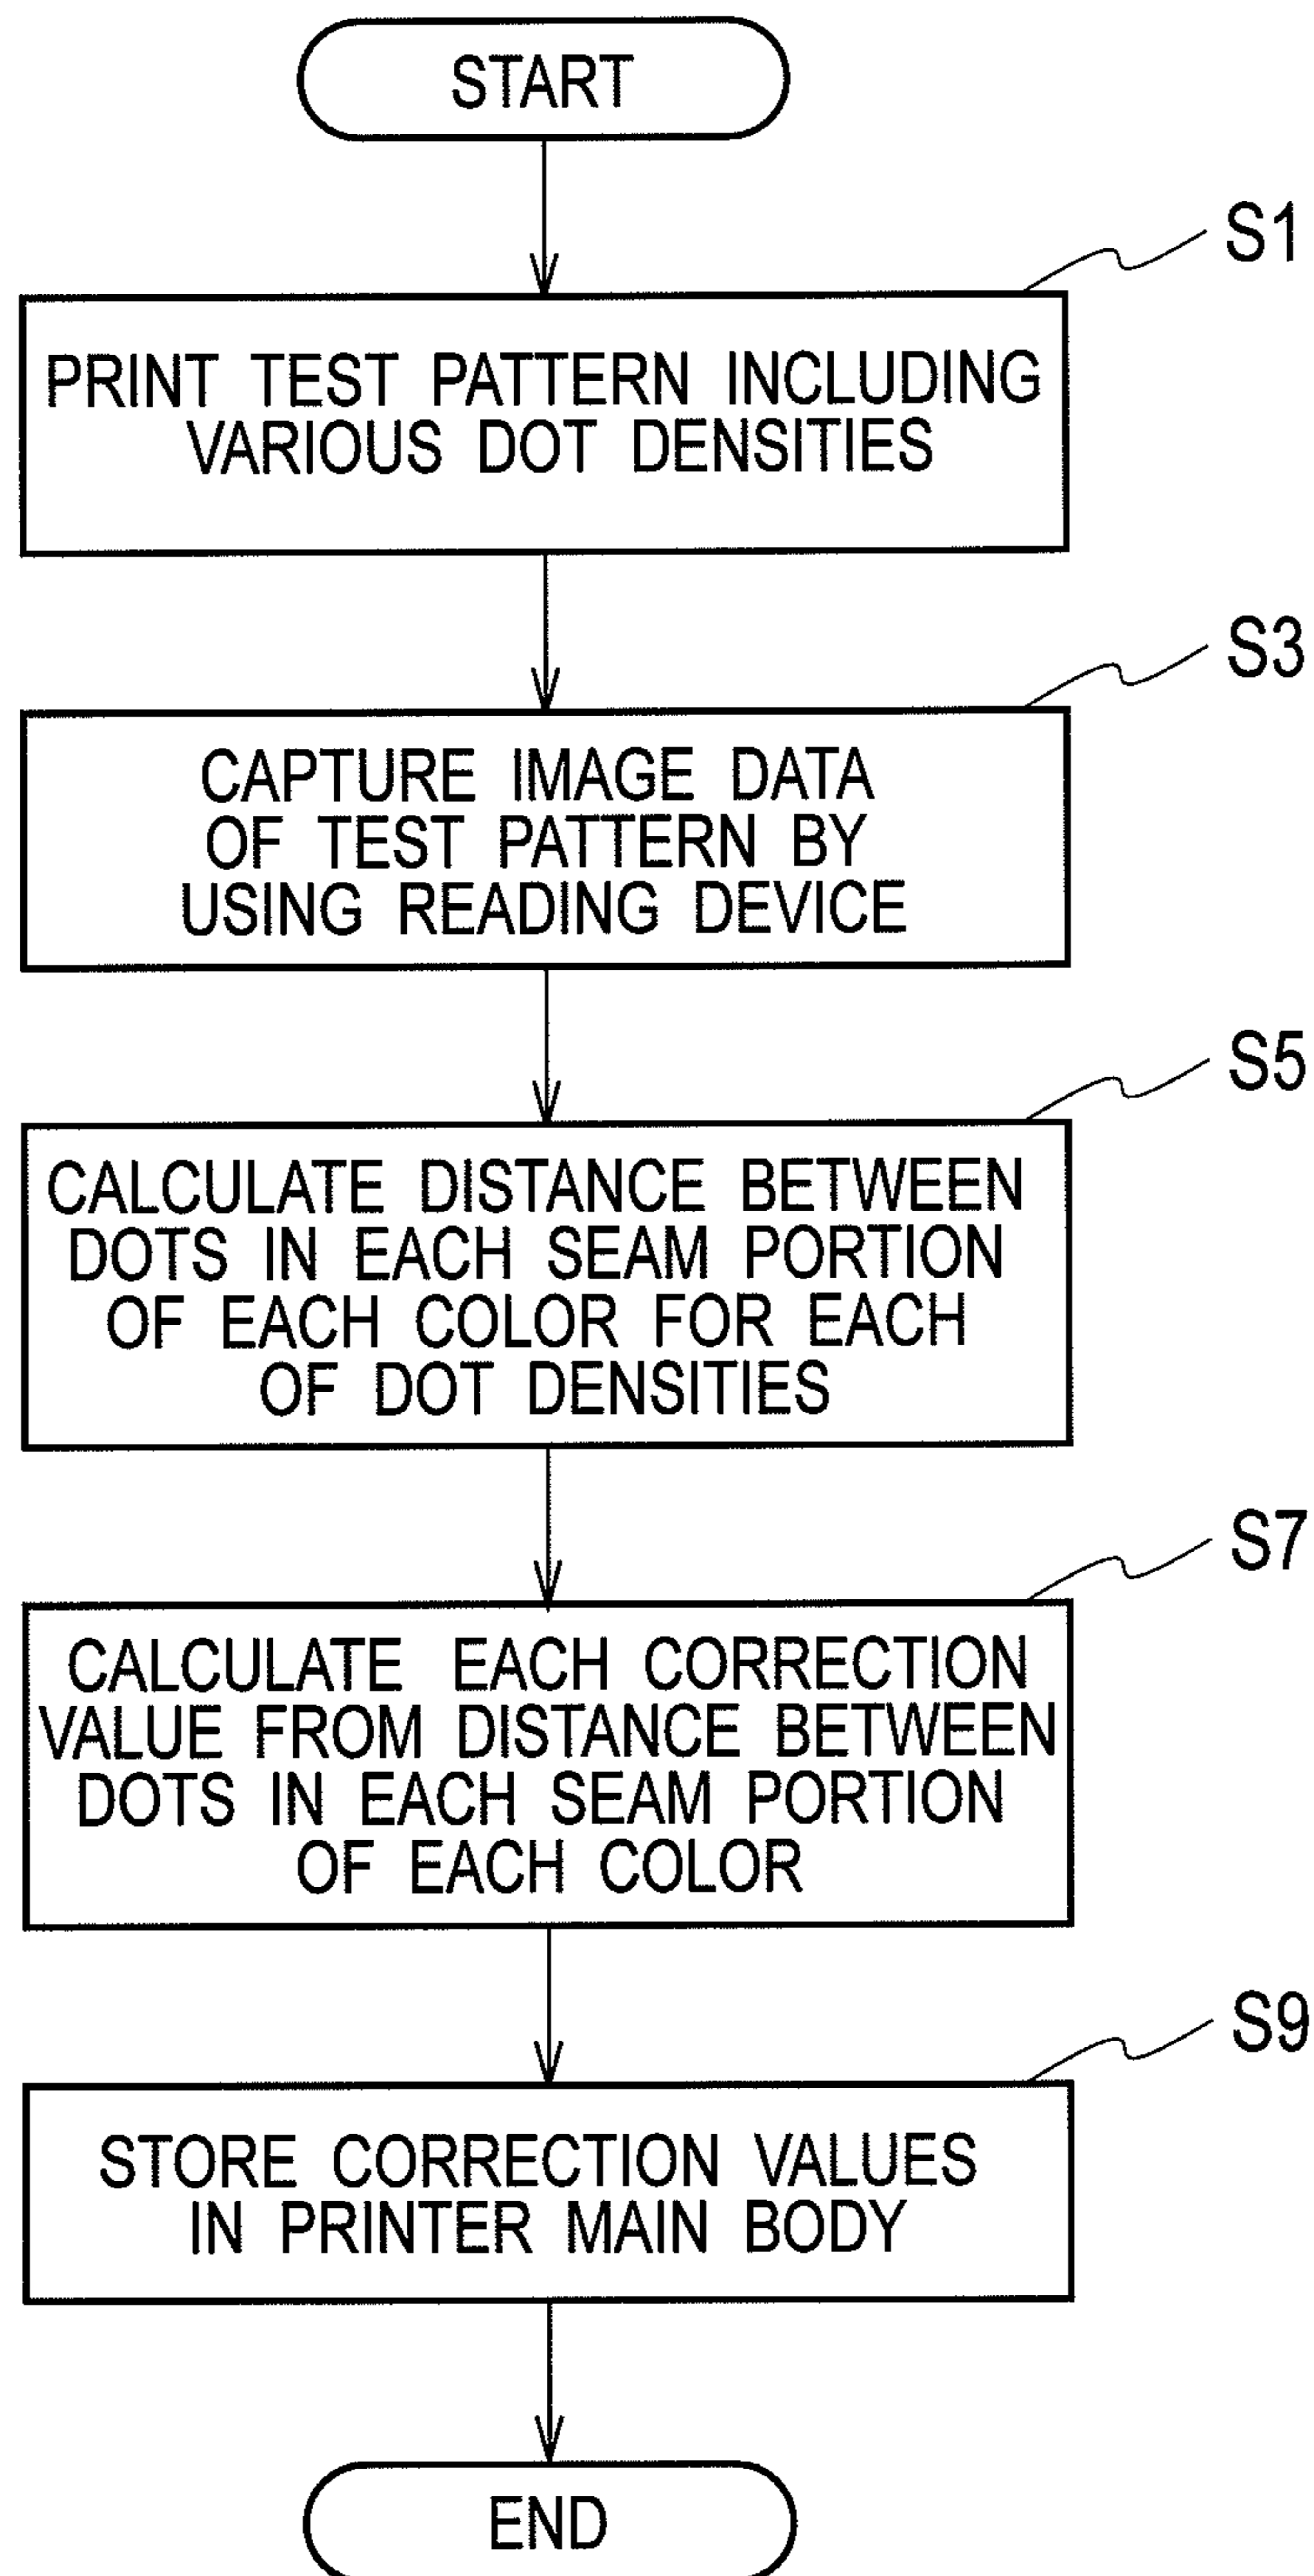 START
S1
PRINT TEST PATTERN INCLUDING
VARIOUS DOT DENSITIES
S3
CAPTURE IMAGE DATA
OF TEST PATTERN BY
USING READING DEVICE
S5
CALCULATE DISTANCE BETWEEN
DOTS IN EACH SEAM PORTION
OF EACH COLOR FOR EACH
OF DOT DENSITIES
S7
CALCULATE EACH CORRECTION
VALUE FROM DISTANCE BETWEEN
DOTS IN EACH SEAM PORTION
OF EACH COLOR
S9
STORE CORRECTION VALUES
IN PRINTER MAIN BODY
END